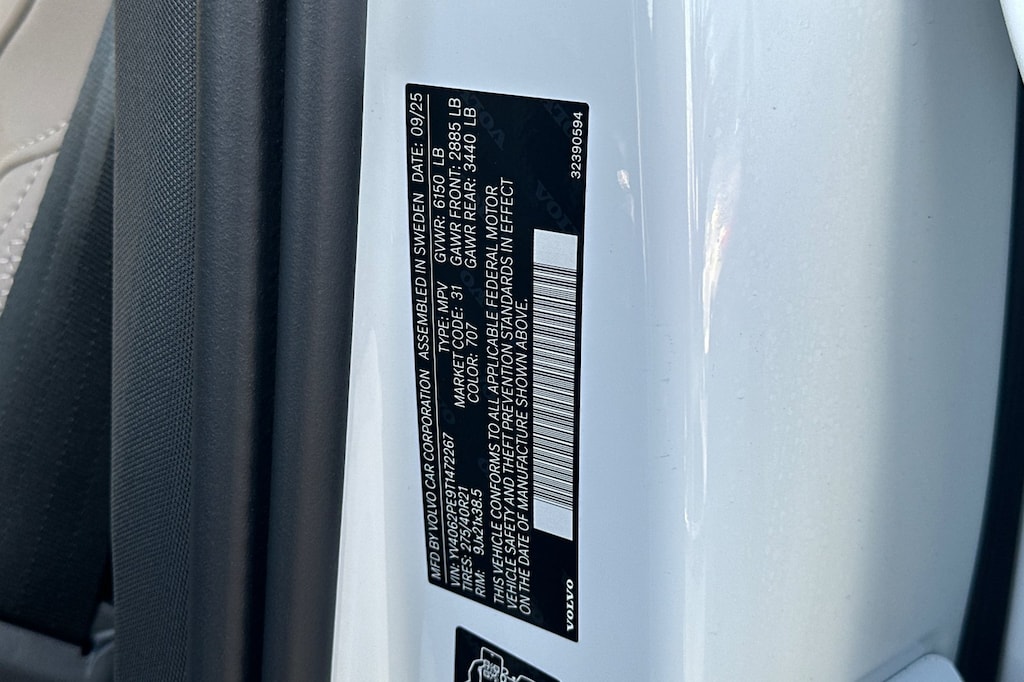 MFD BY VOLVO CAR CORPORATION ASSEMBLED IN SWEDEN DATE: 09/25
VIN: YV4062PE9T1472267 TYPE: MPV GVWR: 6150 LB
TIRES: 275/40R21 MARKET CODE: 31 GAWR FRONT: 2885 LB
RIM: 9Jx21x38.5 COLOR: 707 GAWR REAR: 3440 LB
THIS VEHICLE CONFORMS TO ALL APPLICABLE FEDERAL MOTOR
VEHICLE SAFETY AND THEFT PREVENTION STANDARDS IN EFFECT
ON THE DATE OF MANUFACTURE SHOWN ABOVE.
VOLVO
32390594